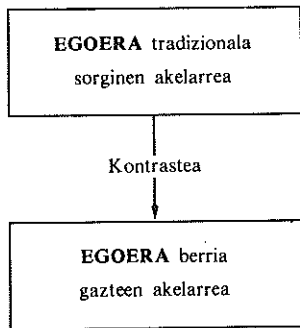 EGOERA tradizionala
sorginen akelarrea
Kontrastea
EGOERA berria
gazteen akelarrea